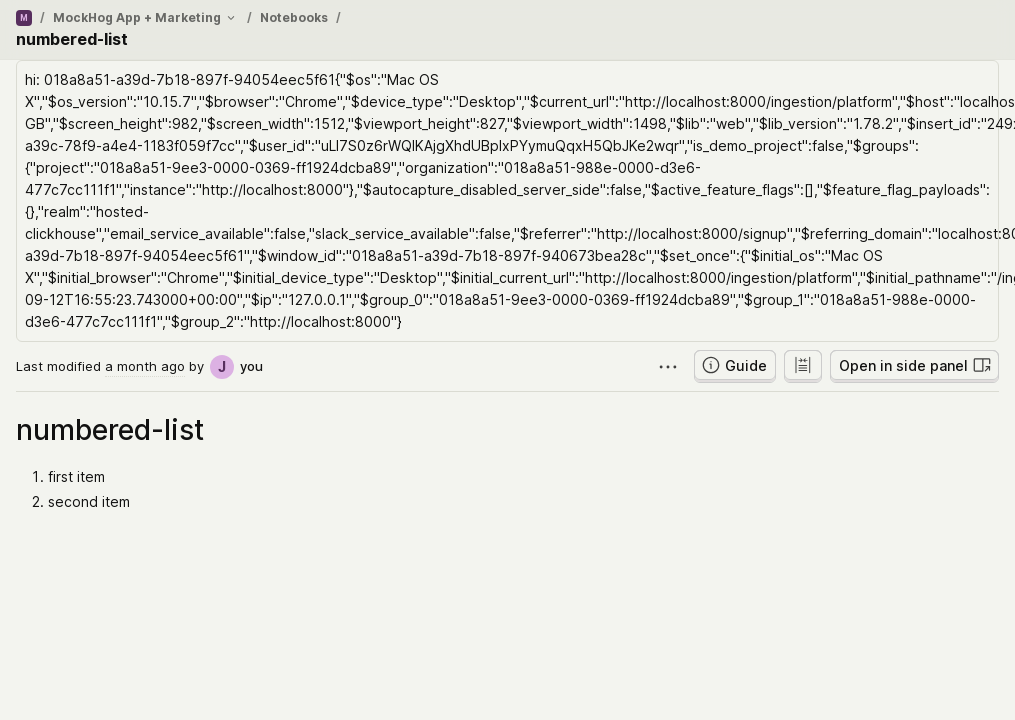 M / MockHog App + Marketing / Notebooks /
numbered-list
hi: 018a8a51-a39d-7b18-897f-94054eec5f61{"$os":"Mac OS
X","$os_version":"10.15.7","$browser":"Chrome","$device_type":"Desktop","$current_url":"http://localhost:8000/ingestion/platform","$host":"localhos
GB","$screen_height":982,"$screen_width":1512,"$viewport_height":827,"$viewport_width":1498,"$lib":"web","$lib_version":"1.78.2","$insert_id":"249
a39c-78f9-a4e4-1183f059f7cc","$user_id":"uLI7S0z6rWQIKAjgXhdUBpIxPYymuQqxH5QbJKe2wqr","is_demo_project":false,"$groups":
{"project":"018a8a51-9ee3-0000-0369-ff1924dcba89","organization":"018a8a51-988e-0000-d3e6-
477c7cc111f1","instance":"http://localhost:8000"},"$autocapture_disabled_server_side":false,"$active_feature_flags":[],"$feature_flag_payloads":
{},"realm":"hosted-
clickhouse","email_service_available":false,"slack_service_available":false,"$referrer":"http://localhost:8000/signup","$referring_domain":"localhost:80
a39d-7b18-897f-94054eec5f61","$window_id":"018a8a51-a39d-7b18-897f-940673bea28c","$set_once":{"$initial_os":"Mac OS
X","$initial_browser":"Chrome","$initial_device_type":"Desktop","$initial_current_url":"http://localhost:8000/ingestion/platform","$initial_pathname":"/ing
09-12T16:55:23.743000+00:00","$ip":"127.0.0.1","$group_0":"018a8a51-9ee3-0000-0369-ff1924dcba89","$group_1":"018a8a51-988e-0000-
d3e6-477c7cc111f1","$group_2":"http://localhost:8000"}
Last modified a month ago by J you
Guide
Open in side panel
numbered-list
1. first item
2. second item